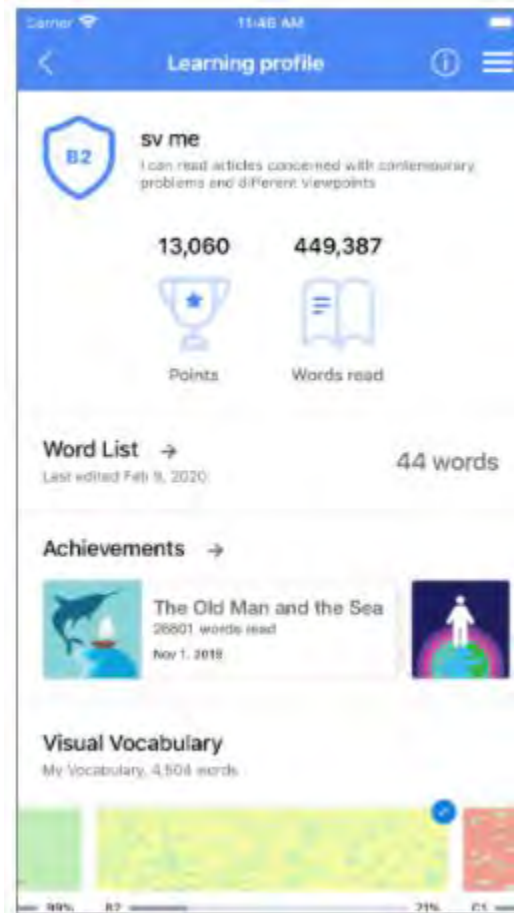 Carrier 11:46 AM
Learning profile
B2
sv me
I can read articles concerned with contemporary
problems and different viewpoints
13,060 449,387
Points Words read
Word List →
44 words
Last edited Feb 9, 2020
Achievements →
The Old Man and the Sea
26601 words read
Nov 1, 2019
Visual Vocabulary
My Vocabulary, 4,504 words
99% B2 21% C1